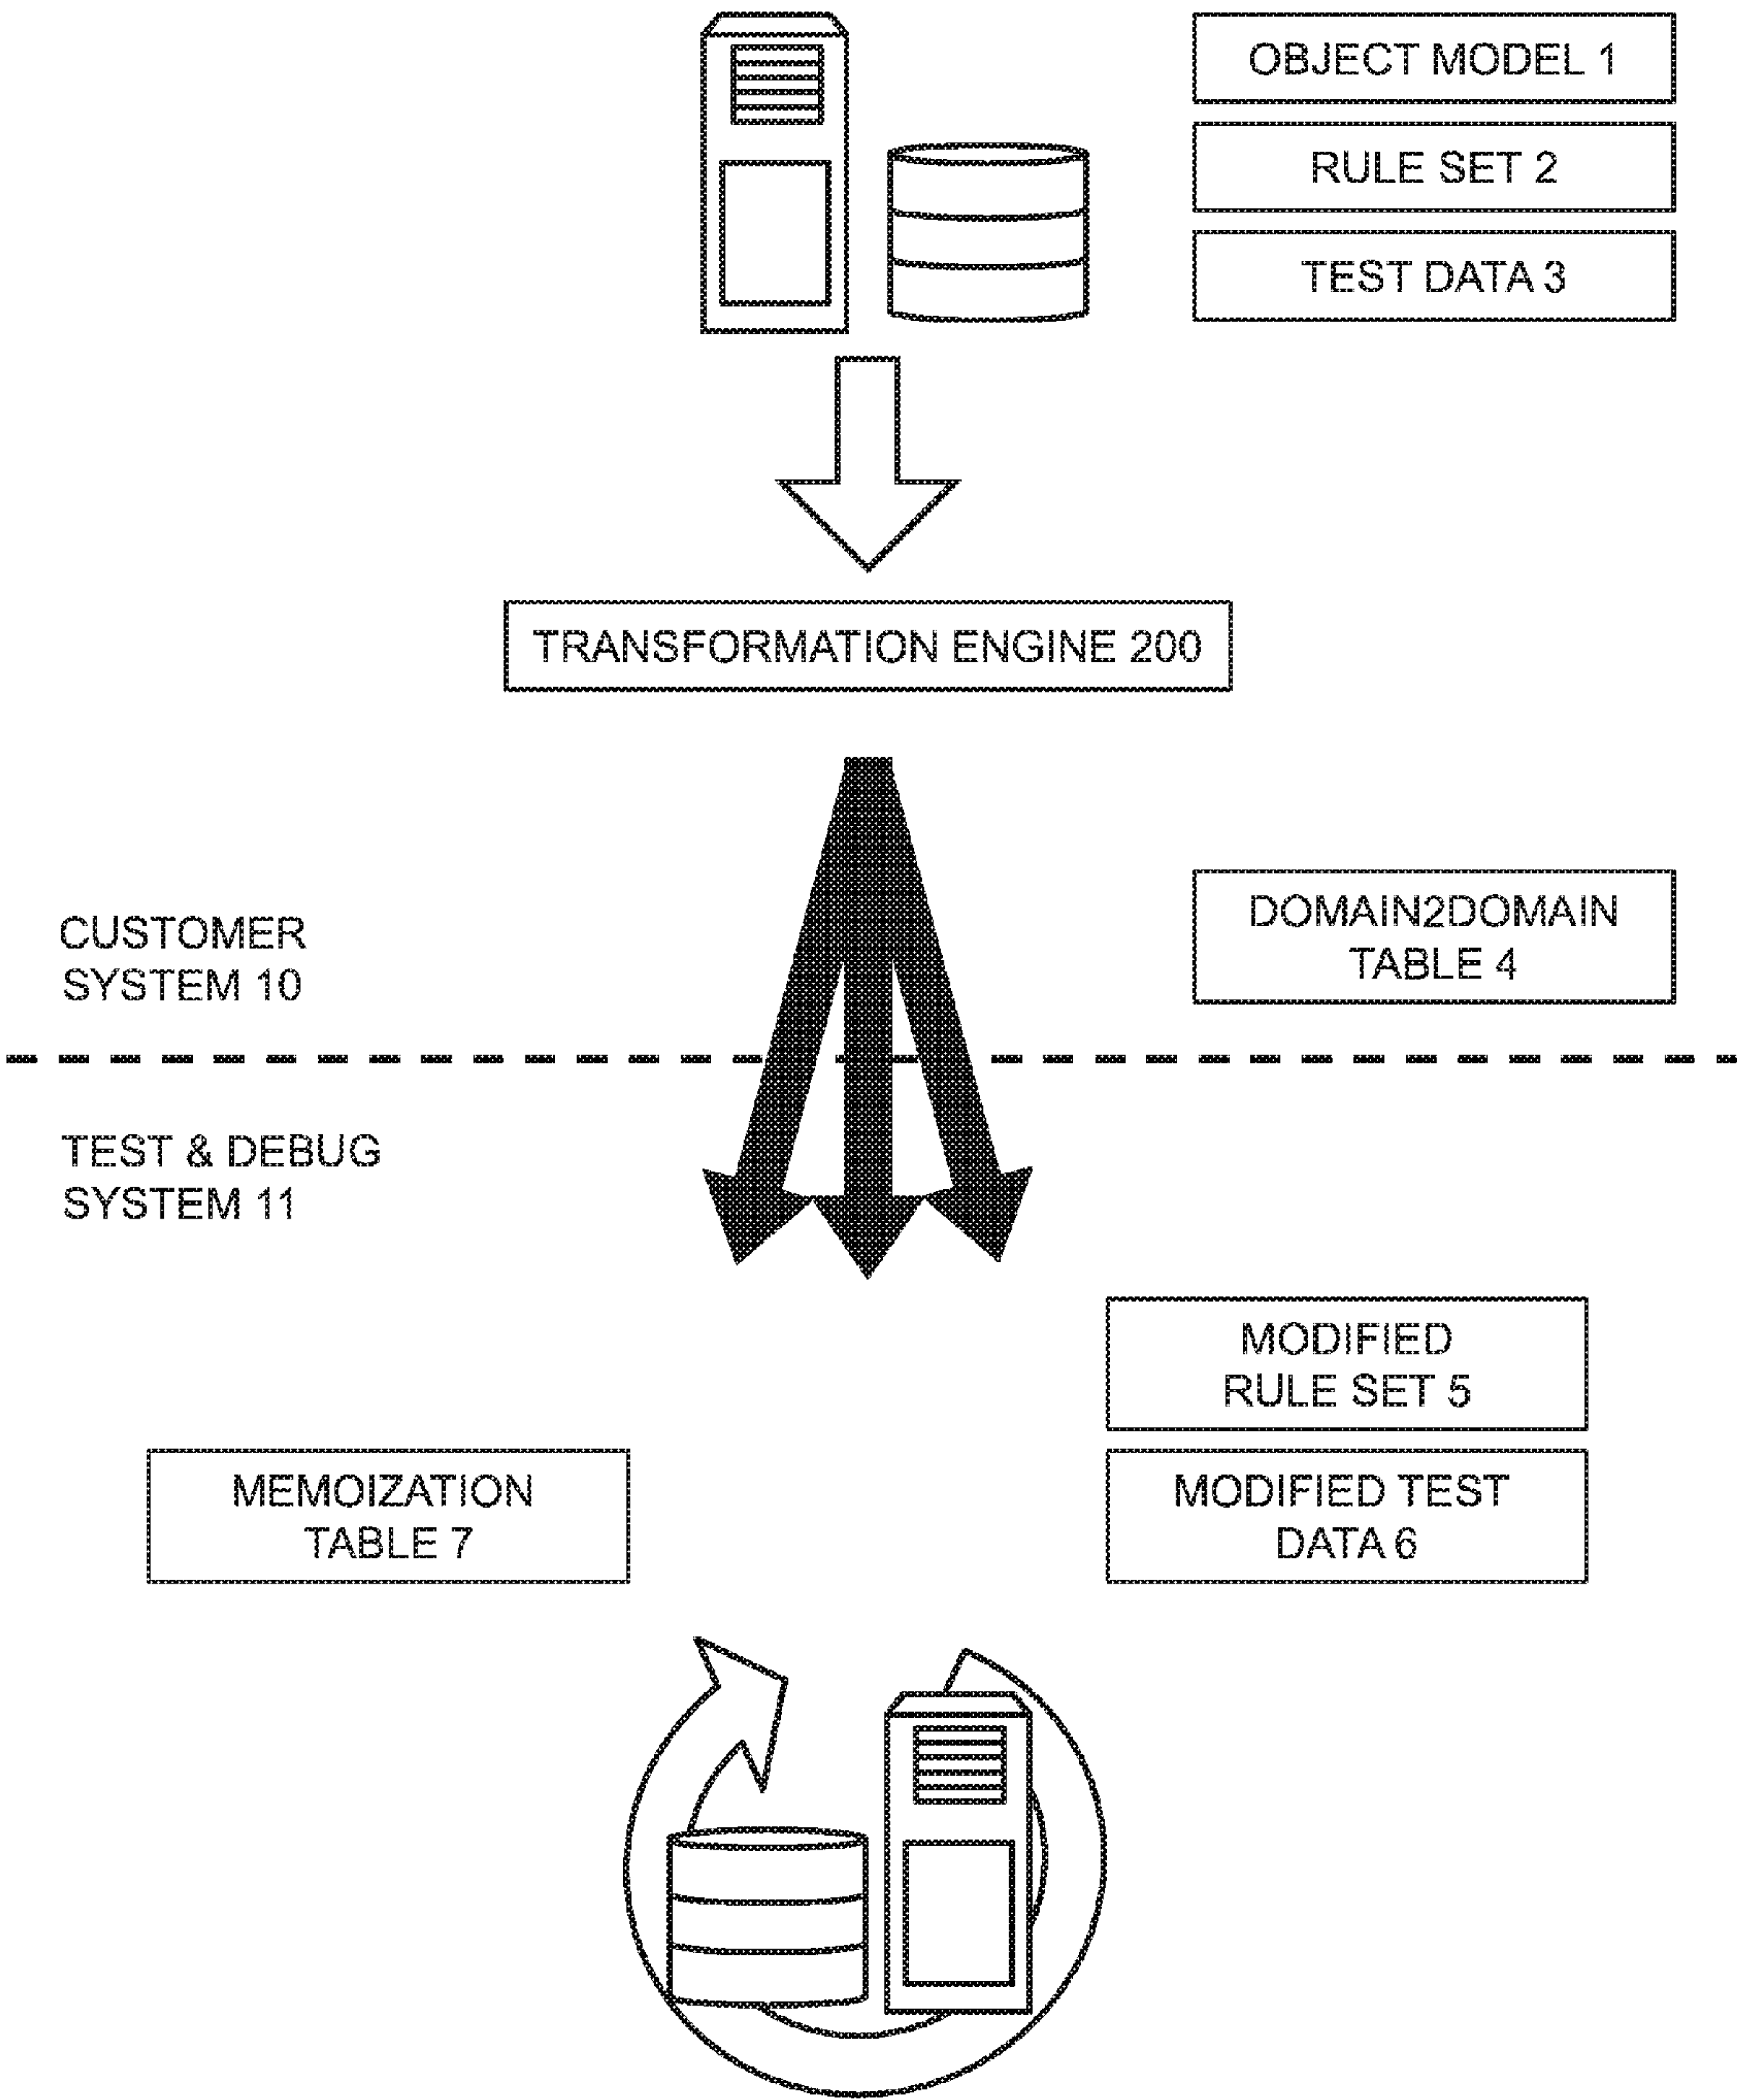 OBJECT MODEL 1
RULE SET 2
TEST DATA 3
TRANSFORMATION ENGINE 200
CUSTOMER
SYSTEM 10
DOMAIN2DOMAIN
TABLE 4
TEST & DEBUG
SYSTEM 11
MODIFIED
RULE SET 5
MEMOIZATION
TABLE 7
MODIFIED TEST
DATA 6